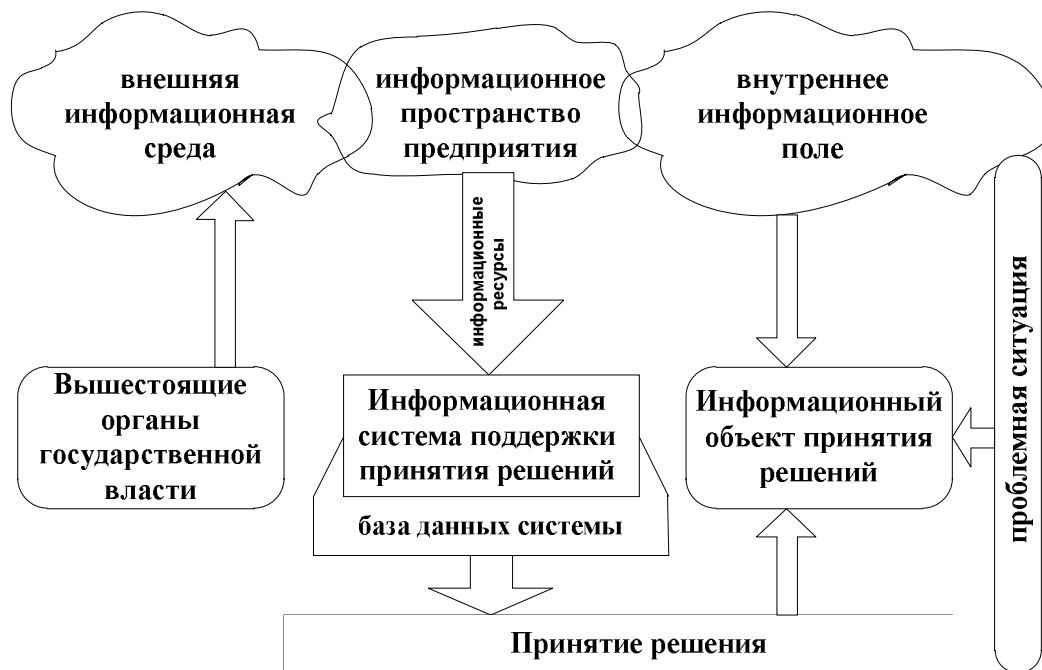 внешняя
информационная
среда
информационное
пространство
предприятия
внутреннее
информационное
поле
информационные
ресурсы
Вышестоящие
органы
государственной
власти
Информационная
система поддержки
принятия решений
база данных системы
Информационный
объект принятия
решений
проблемная ситуация
Принятие решения